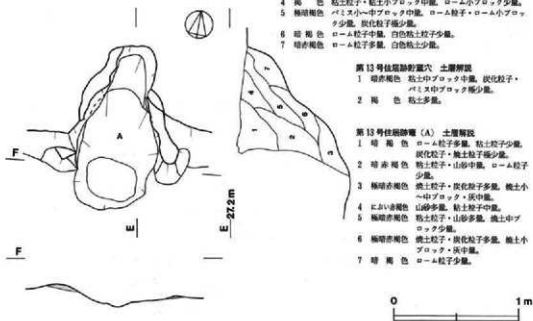 4 褐色 粘土粒子・粘土小ブロック中量, ローム小ブロック少量。
5 極暗褐色 パミス小〜中ブロック中量, ローム粒子・ローム小ブロック少量, 炭化粒子極少量。
6 暗褐色 ローム粒子中量, 白色粘土粒子少量。
7 暗赤褐色 ローム粒子多量, 白色粘土少量。
第13号住居跡貯蔵穴 土層解説
1 暗赤褐色 粘土中ブロック中量, 炭化粒子・
パミス中ブロック極少量。
2 褐色 粘土多量。
第13号住居跡竈(A) 土層解説
1 暗褐色 ローム粒子多量, 粘土粒子少量,
炭化粒子・焼土粒子極少量。
2 暗赤褐色 粘土粒子・山砂中量, ローム粒子
少量。
3 極暗赤褐色 焼土粒子・炭化粒子多量, 焼土小
〜中ブロック・灰中量。
4 にぶい赤褐色 山砂多量, 粘土粒子中量。
5 極暗赤褐色 粘土粒子・山砂多量, 焼土中ブ
ロック少量。
6 極暗赤褐色 焼土粒子・炭化粒子多量, 焼土小
ブロック・灰中量。
7 暗褐色 ローム粒子少量。
A
F
E
E 27.2m
F
7
6
4
5
1
2
3
0 1m